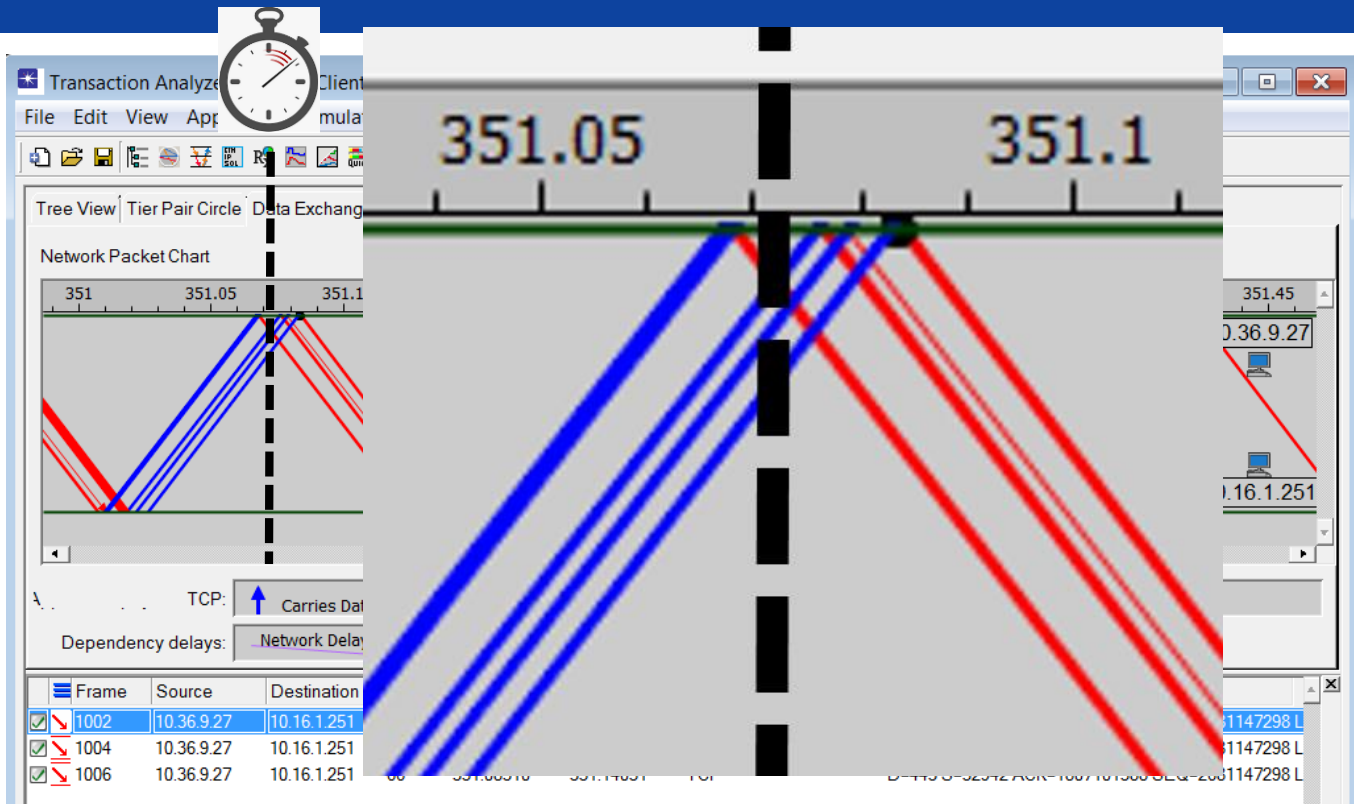 Transaction Analyze Client
File Edit View App mulat
351.05 351.1
Tree View Tier Pair Circle Data Exchang
Network Packet Chart
351 351.05 351.1 351.45
0.36.9.27
.16.1.251
TCP: Carries Dat
Dependency delays: Network Delay
Frame Source Destination
1002 10.36.9.27 10.16.1.251 1147298 L
1004 10.36.9.27 10.16.1.251 1147298 L
1006 10.36.9.27 10.16.1.251 1147298 L